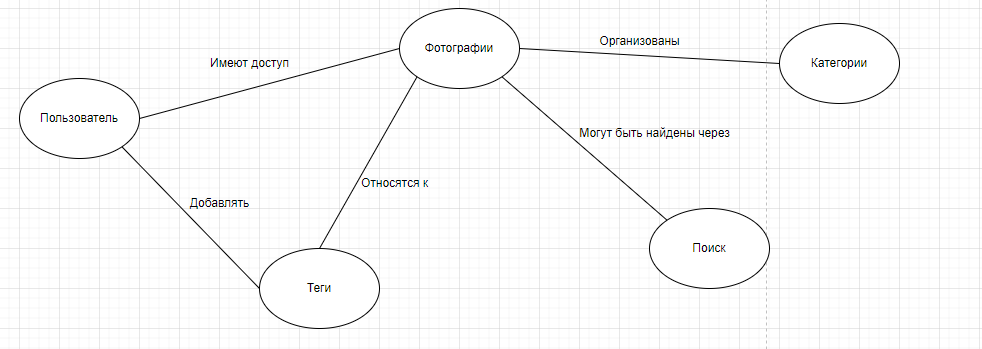 Фотографии
Организованы
Категории
Имеют доступ
Пользователь
Могут быть найдены через
Относятся к
Добавлять
Поиск
Теги